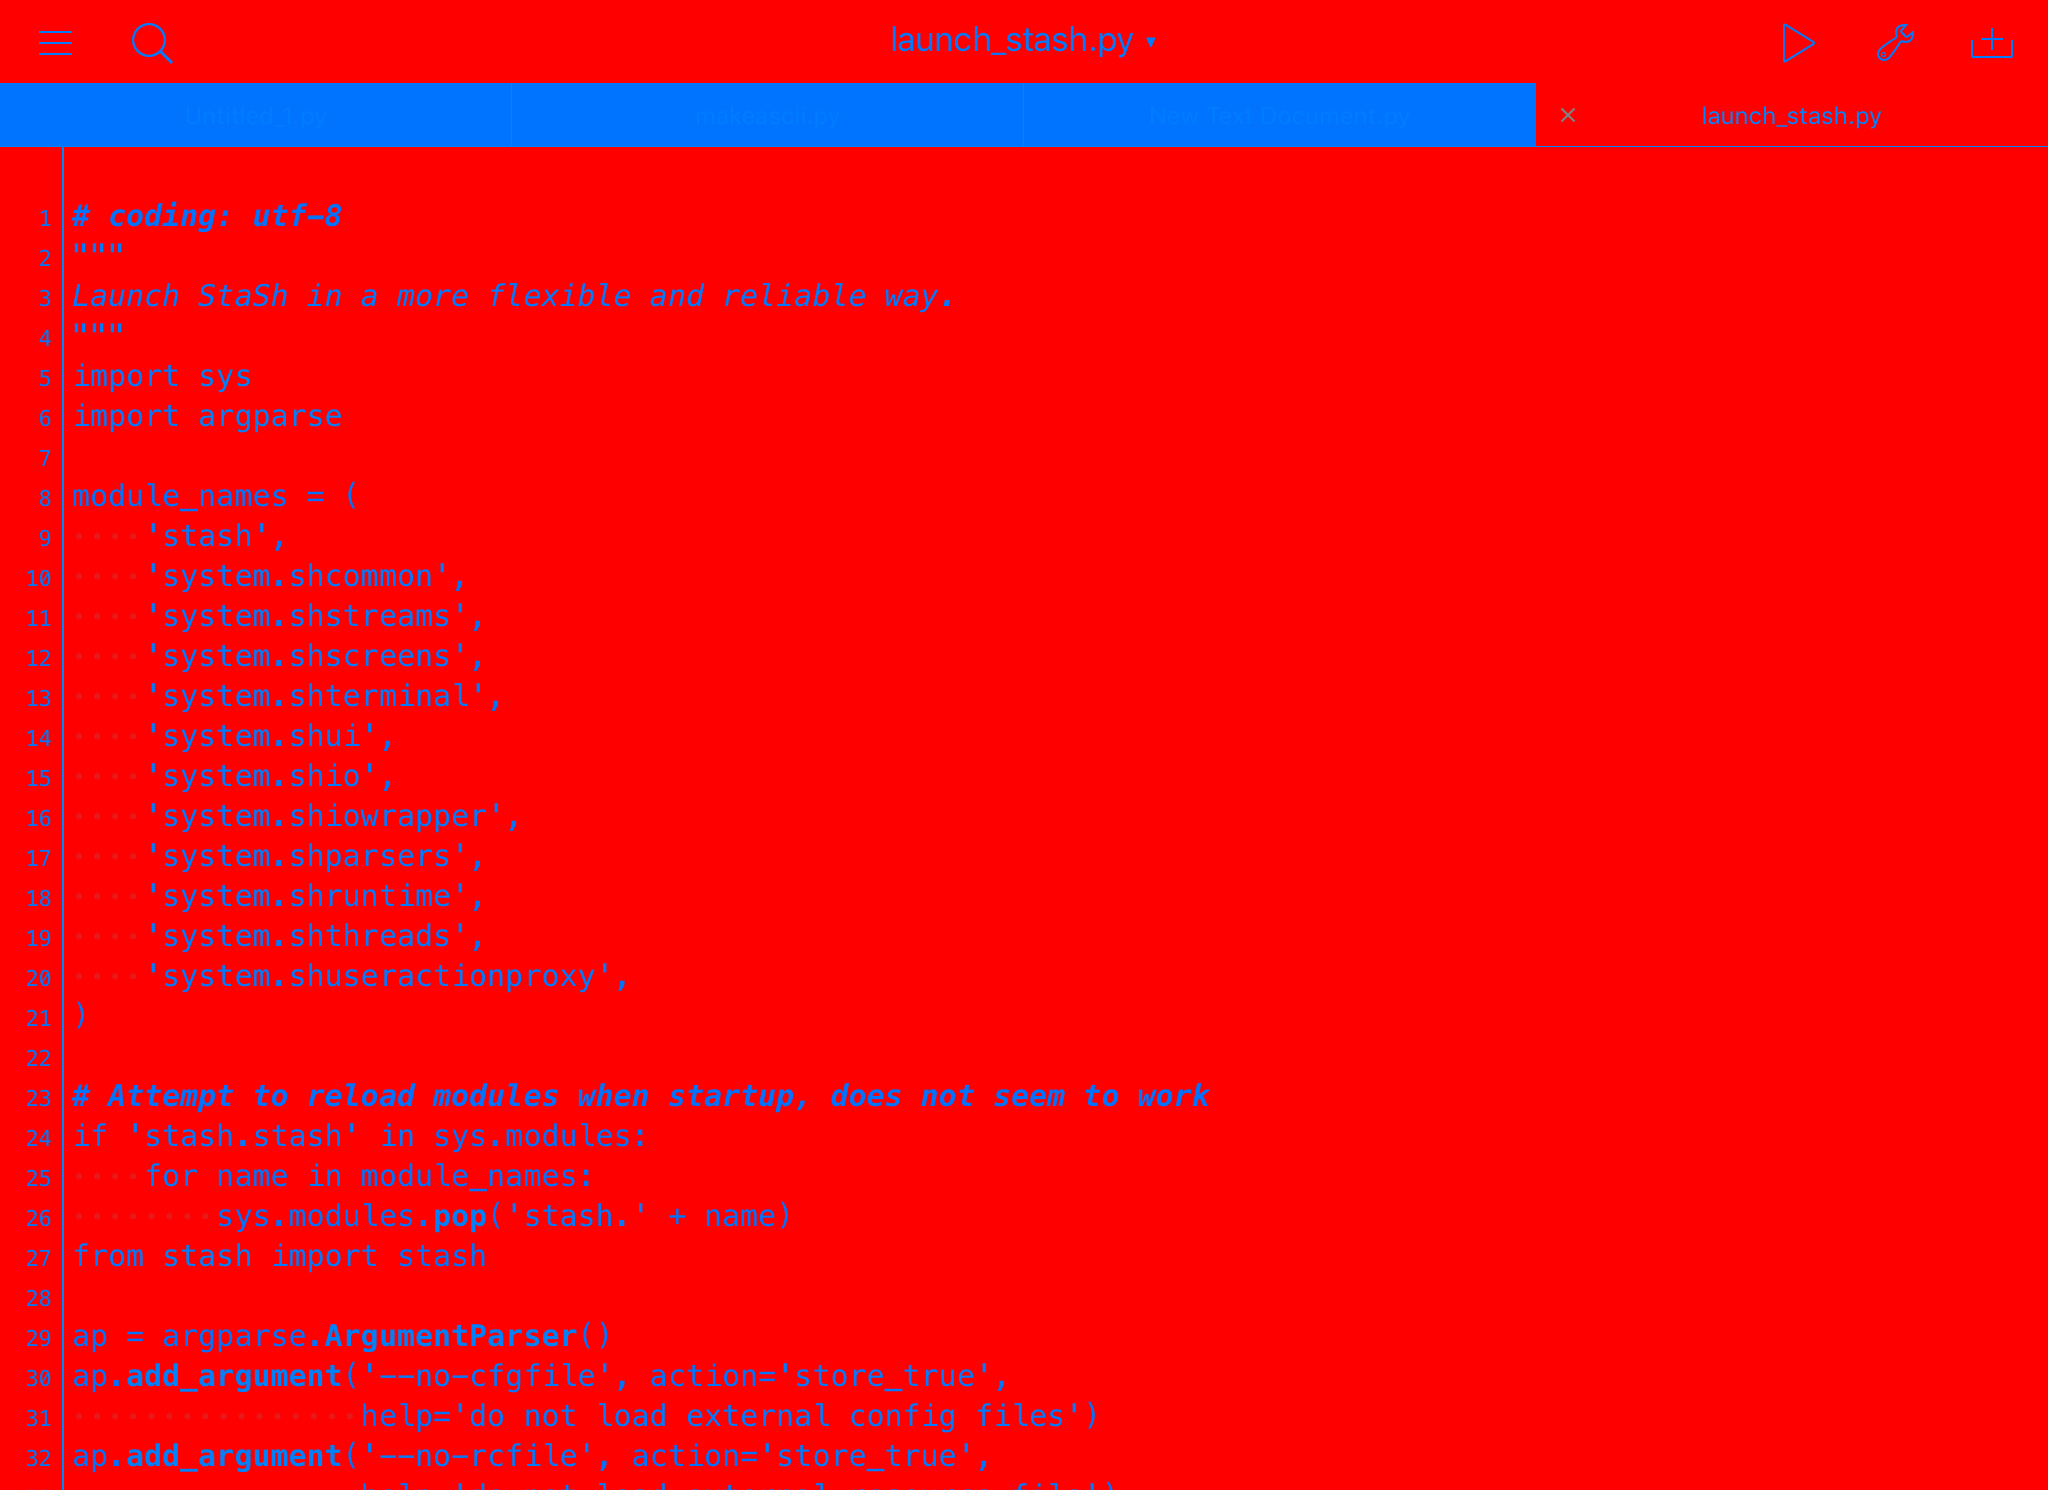 launch_stash.py ▾
Untitled_1.py
makeascii.py
New Text Document.py
× launch_stash.py
1 # coding: utf-8
2 """
3 Launch StaSh in a more flexible and reliable way.
4 """
5 import sys
6 import argparse
7
8 module_names = (
9 ····'stash',
10 ····'system.shcommon',
11 ····'system.shstreams',
12 ····'system.shscreens',
13 ····'system.shterminal',
14 ····'system.shui',
15 ····'system.shio',
16 ····'system.shiowrapper',
17 ····'system.shparsers',
18 ····'system.shruntime',
19 ····'system.shthreads',
20 ····'system.shuseractionproxy',
21 )
22
23 # Attempt to reload modules when startup, does not seem to work
24 if 'stash.stash' in sys.modules:
25 ····for name in module_names:
26 ········sys.modules.pop('stash.' + name)
27 from stash import stash
28
29 ap = argparse.ArgumentParser()
30 ap.add_argument('--no-cfgfile', action='store_true',
31 ················help='do not load external config files')
32 ap.add_argument('--no-rcfile', action='store_true',